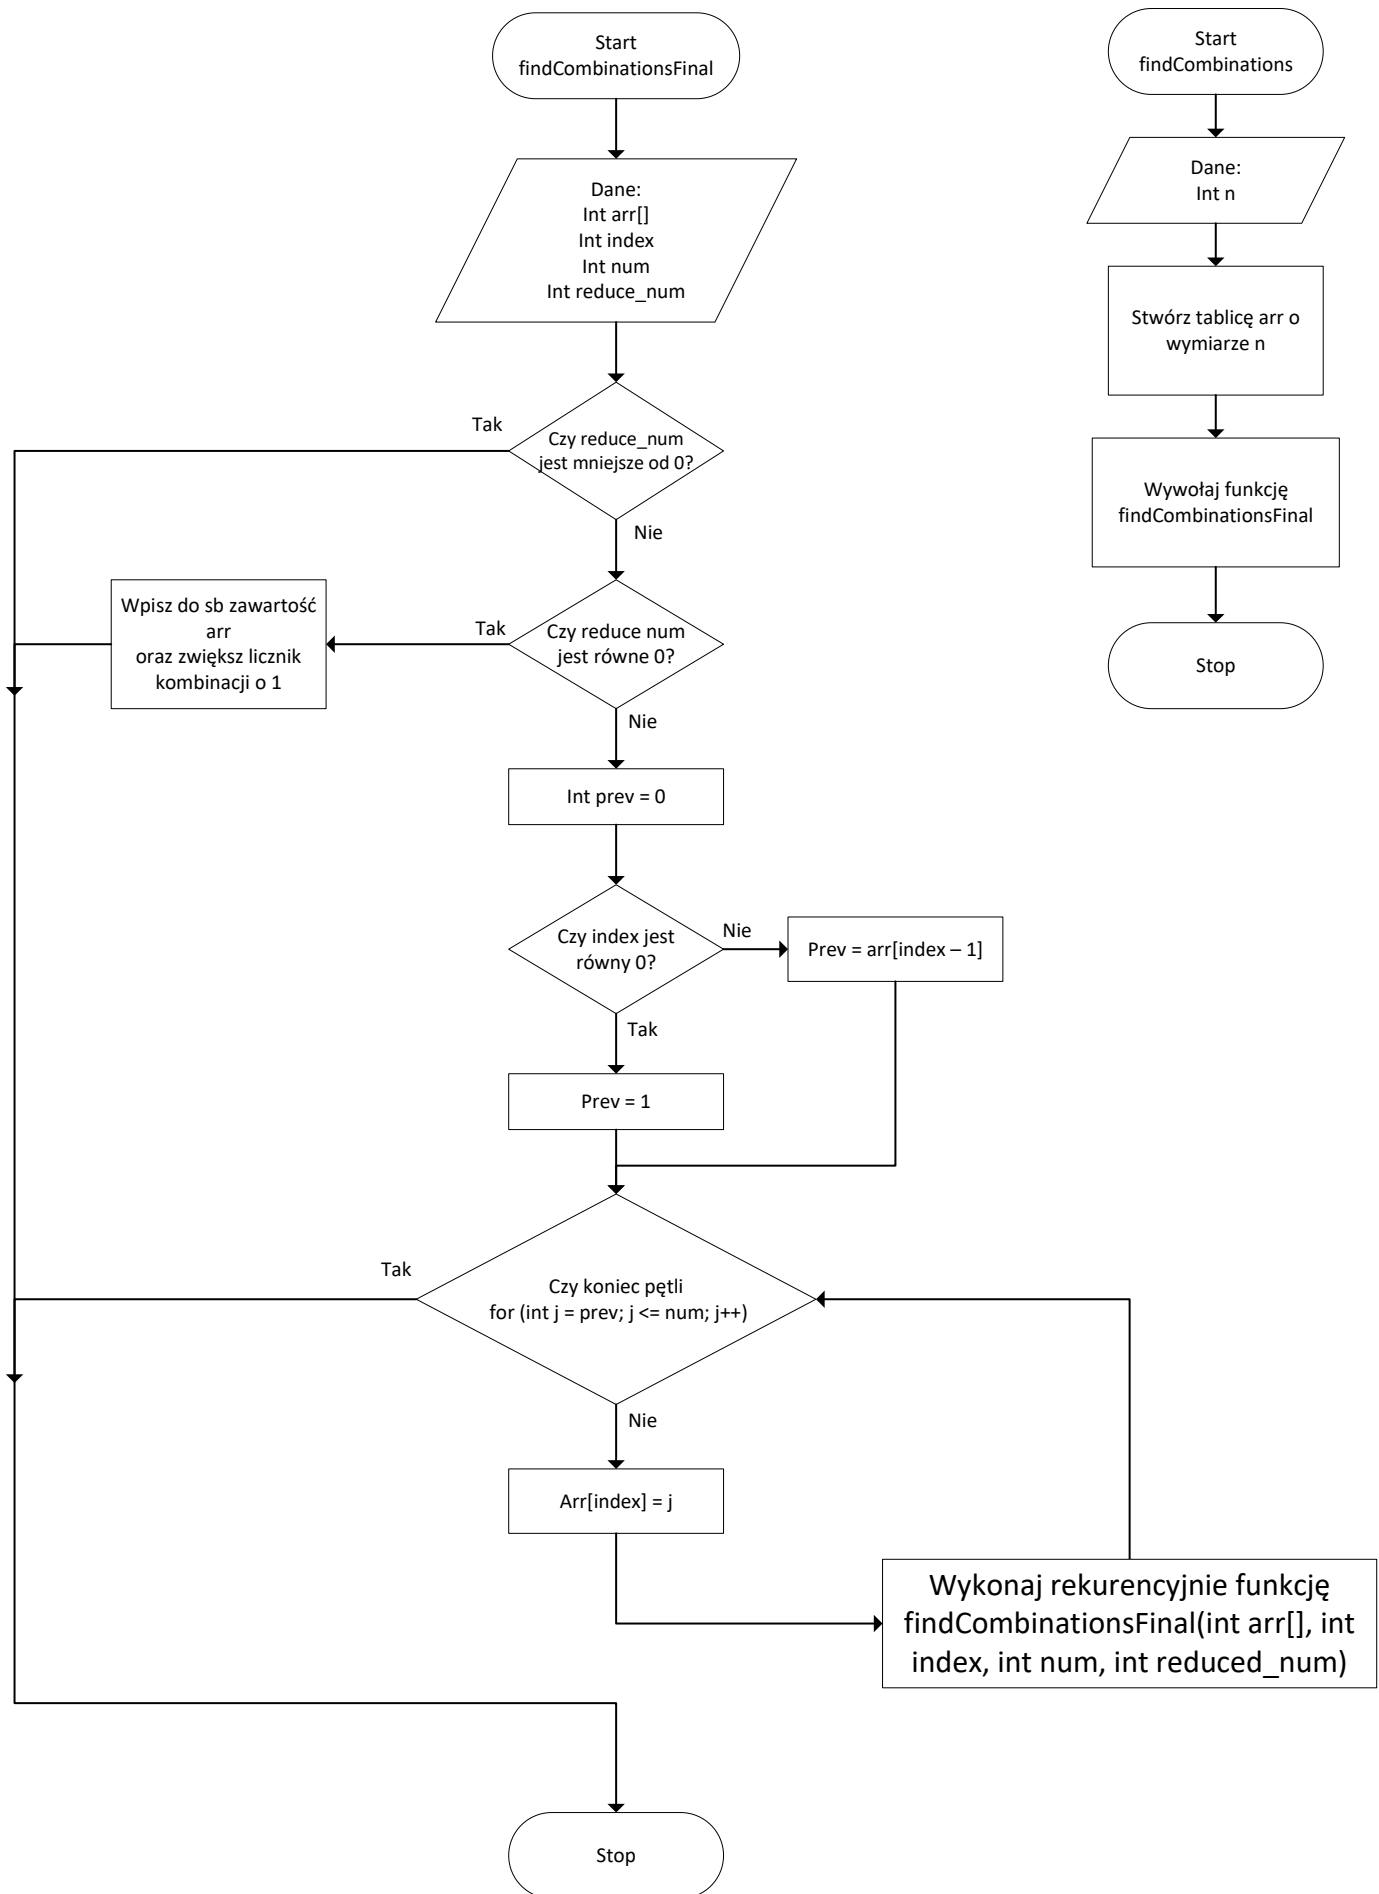 Start
findCombinationsFinal
Dane:
Int arr[]
Int index
Int num
Int reduce_num
Tak
Czy reduce_num
jest mniejsze od 0?
Nie
Wpisz do sb zawartość
arr
oraz zwiększ licznik
kombinacji o 1
Tak
Czy reduce num
jest równe 0?
Nie
Int prev = 0
Czy index jest
równy 0?
Nie
Prev = arr[index – 1]
Tak
Prev = 1
Tak
Czy koniec pętli
for (int j = prev; j <= num; j++)
Nie
Arr[index] = j
Wykonaj rekurencyjnie funkcję
findCombinationsFinal(int arr[], int
index, int num, int reduced_num)
Stop
Start
findCombinations
Dane:
Int n
Stwórz tablicę arr o
wymiarze n
Wywołaj funkcję
findCombinationsFinal
Stop